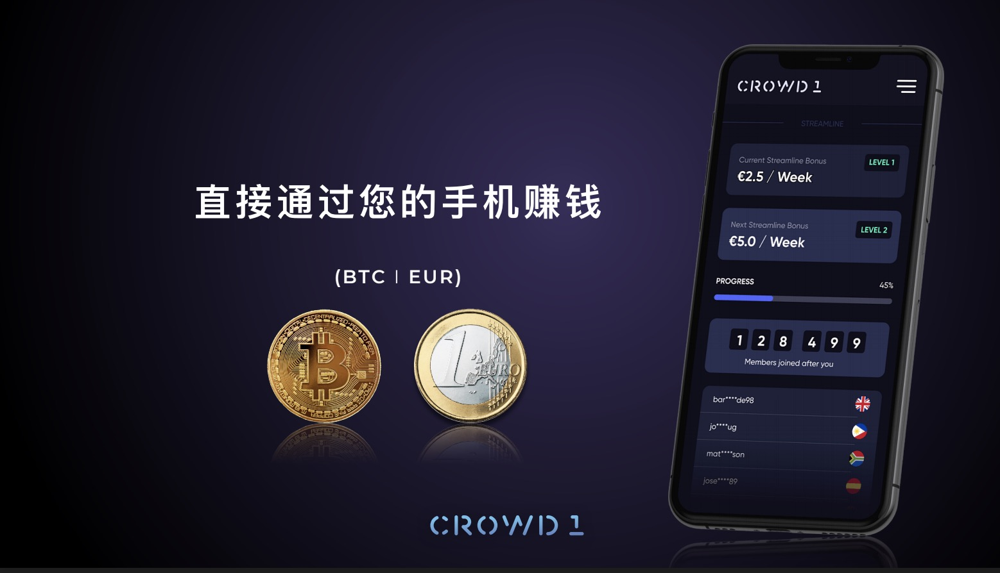 直接通过您的手机赚钱
(BTC | EUR)
CROWD 1
STREAMLINE
Current Streamline Bonus
LEVEL 1
€2.5 / Week
Next Streamline Bonus
LEVEL 2
€5.0 / Week
PROGRESS
45%
1 2 8 4 9 9
Members joined after you
bar****de98
jo****ug
mat****son
jose****89
1
EURO
CROWD 1